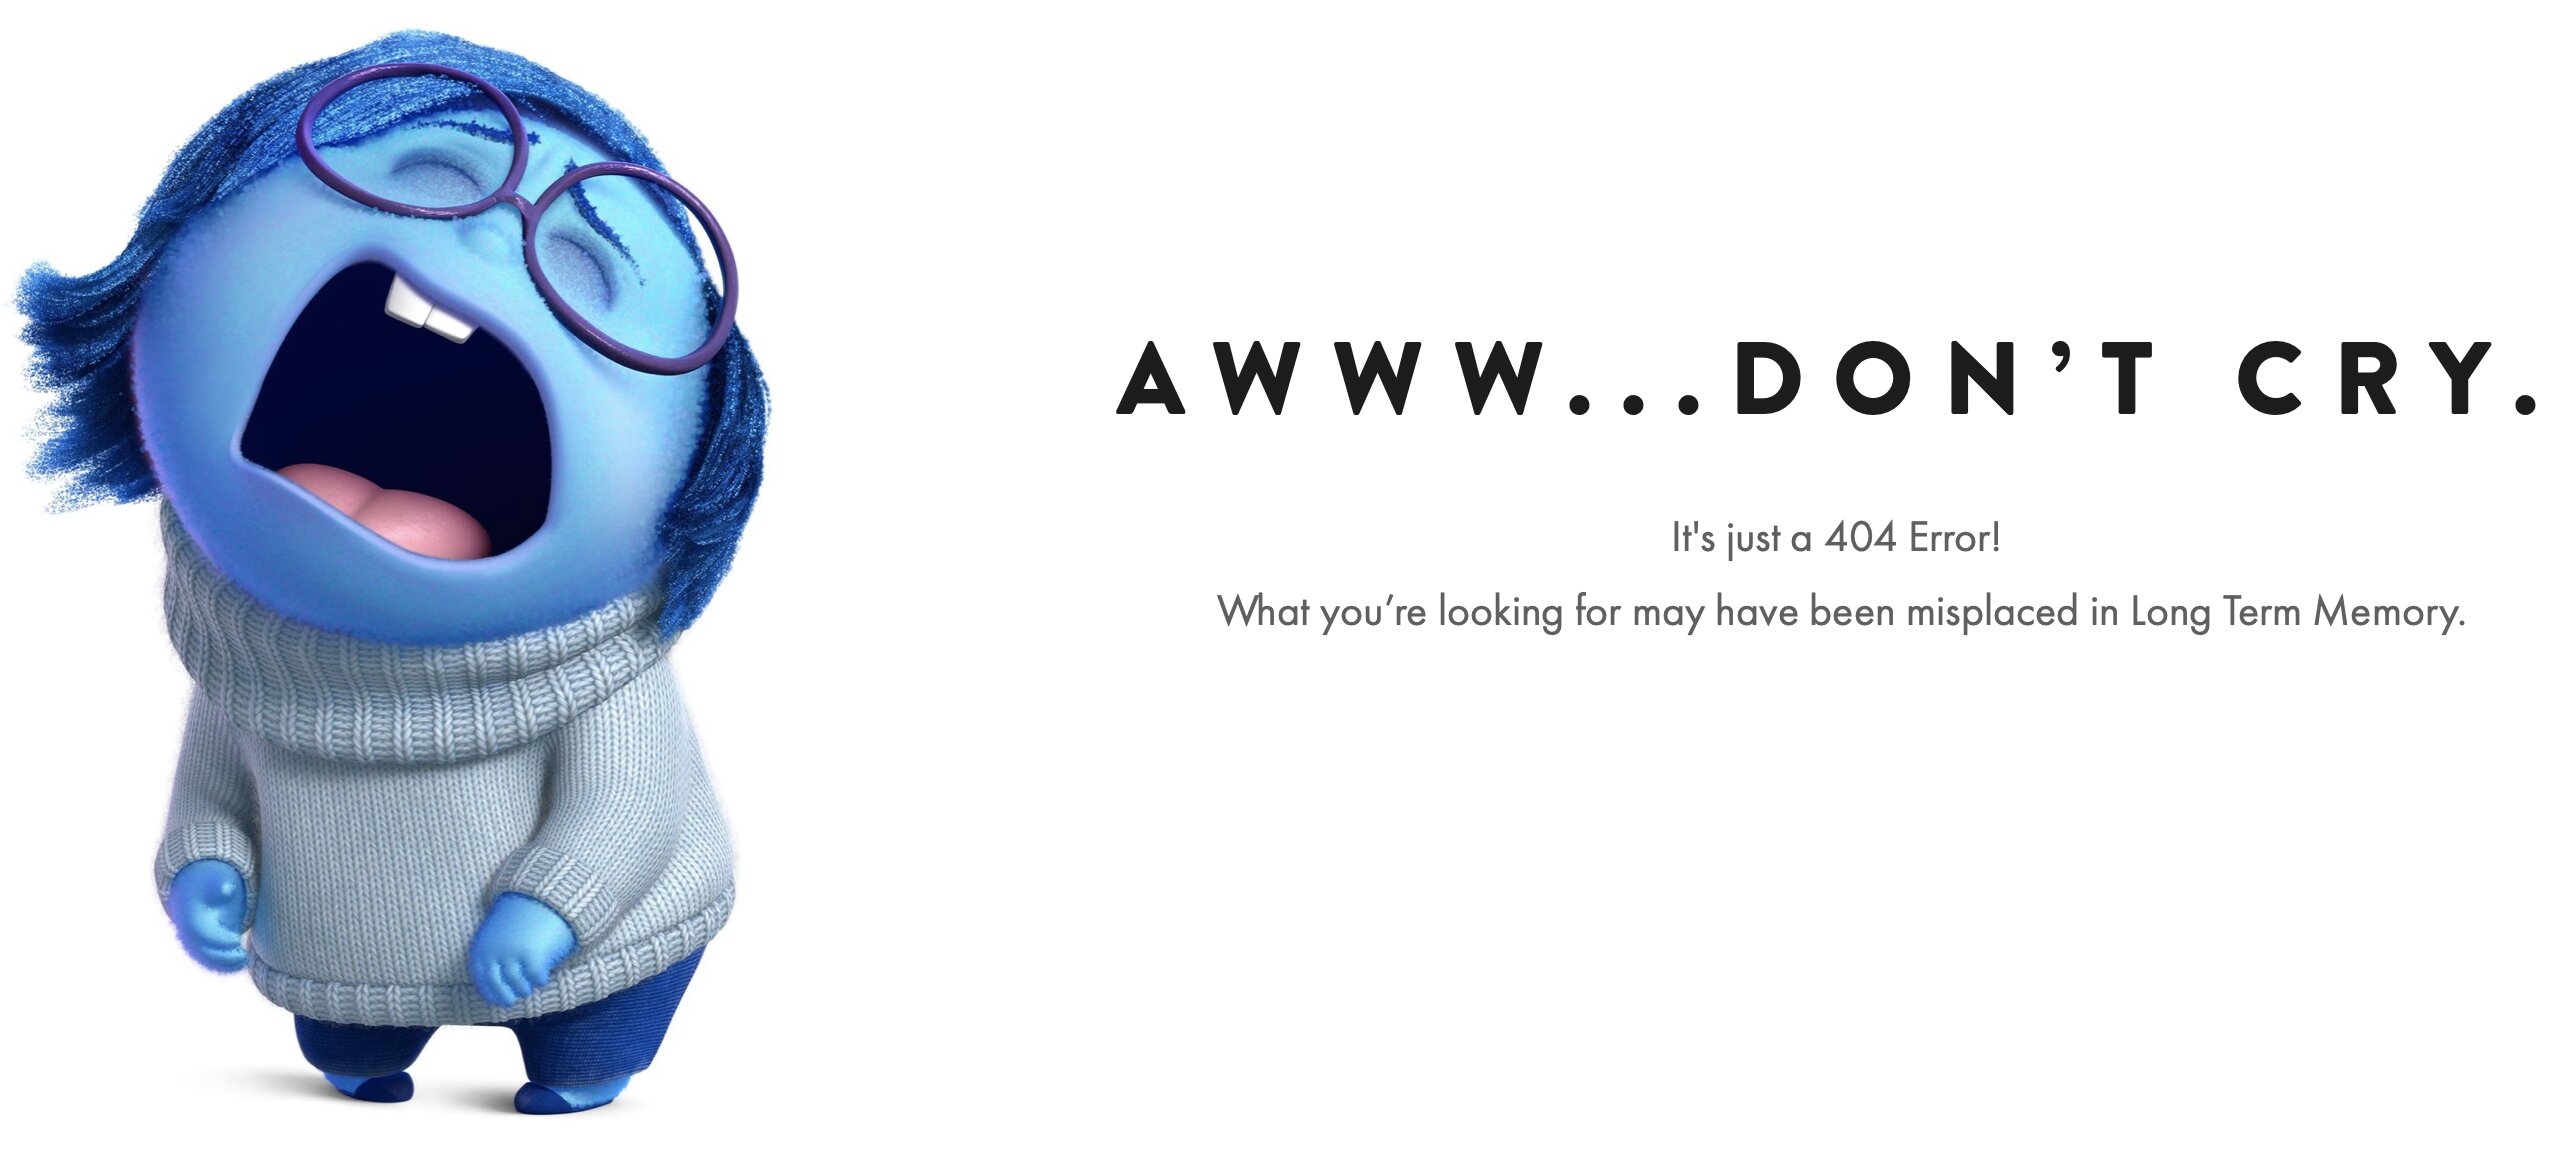 AWWW...DON’T CRY.
It's just a 404 Error!
What you’re looking for may have been misplaced in Long Term Memory.